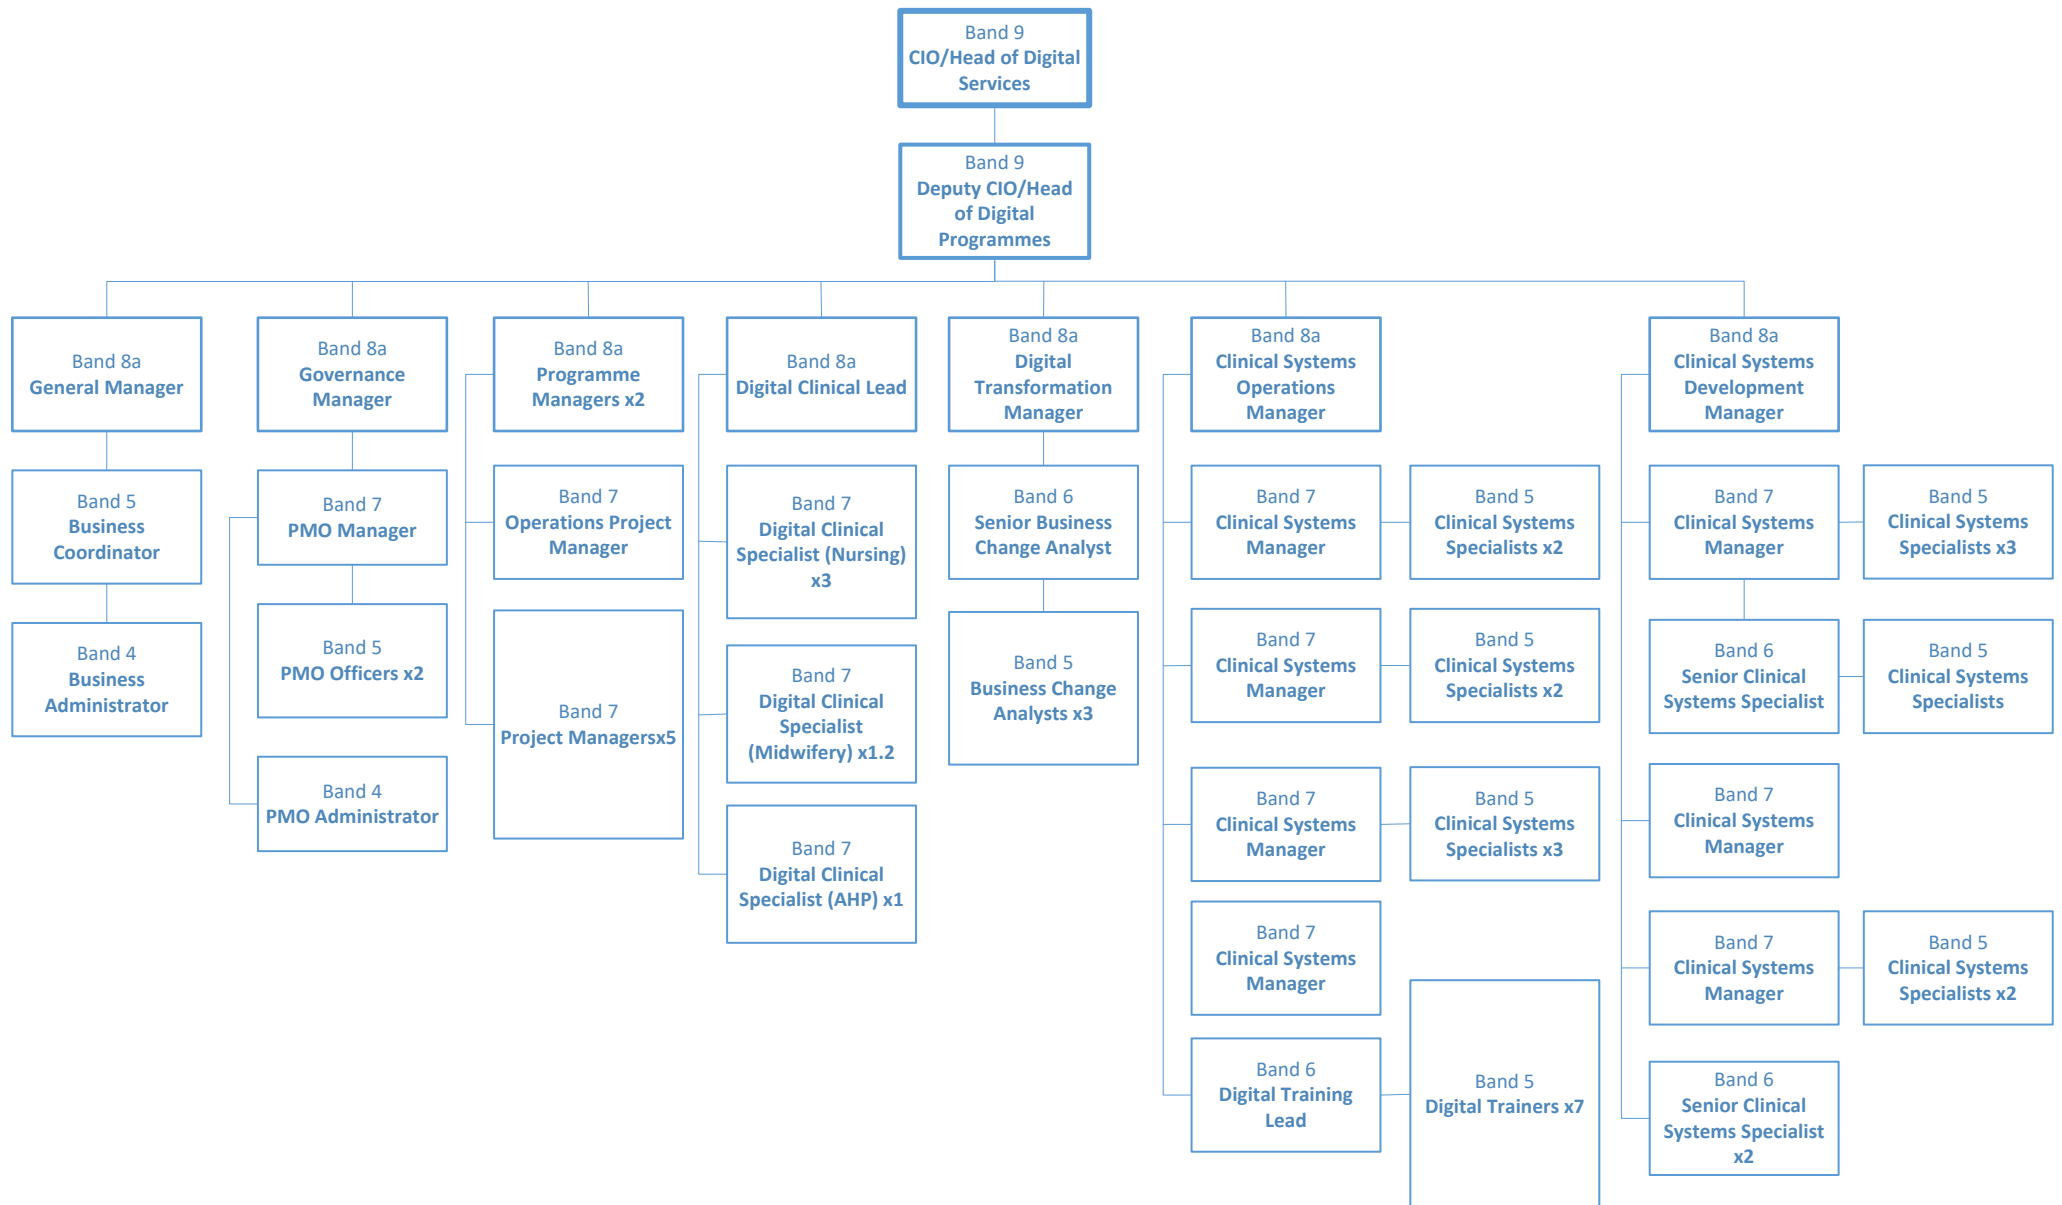 Band 9
CIO/Head of Digital
Services
Band 9
Deputy CIO/Head
of Digital
Programmes
Band 8a
General Manager
Band 8a
Governance
Manager
Band 8a
Programme
Managers x2
Band 8a
Digital Clinical Lead
Band 8a
Digital
Transformation
Manager
Band 8a
Clinical Systems
Operations
Manager
Band 8a
Clinical Systems
Development
Manager
Band 5
Business
Coordinator
Band 7
PMO Manager
Band 7
Operations Project
Manager
Band 7
Digital Clinical
Specialist (Nursing)
x3
Band 6
Senior Business
Change Analyst
Band 7
Clinical Systems
Manager
Band 5
Clinical Systems
Specialists x2
Band 7
Clinical Systems
Manager
Band 5
Clinical Systems
Specialists x3
Band 4
Business
Administrator
Band 5
PMO Officers x2
Band 7
Project Managersx5
Band 7
Digital Clinical
Specialist
(Midwifery) x1.2
Band 5
Business Change
Analysts x3
Band 7
Clinical Systems
Manager
Band 5
Clinical Systems
Specialists x2
Band 6
Senior Clinical
Systems Specialist
Band 5
Clinical Systems
Specialists
Band 4
PMO Administrator
Band 7
Digital Clinical
Specialist (AHP) x1
Band 7
Clinical Systems
Manager
Band 5
Clinical Systems
Specialists x3
Band 7
Clinical Systems
Manager
Band 7
Clinical Systems
Manager
Band 7
Clinical Systems
Manager
Band 5
Clinical Systems
Specialists x2
Band 6
Digital Training
Lead
Band 5
Digital Trainers x7
Band 6
Senior Clinical
Systems Specialist
x2